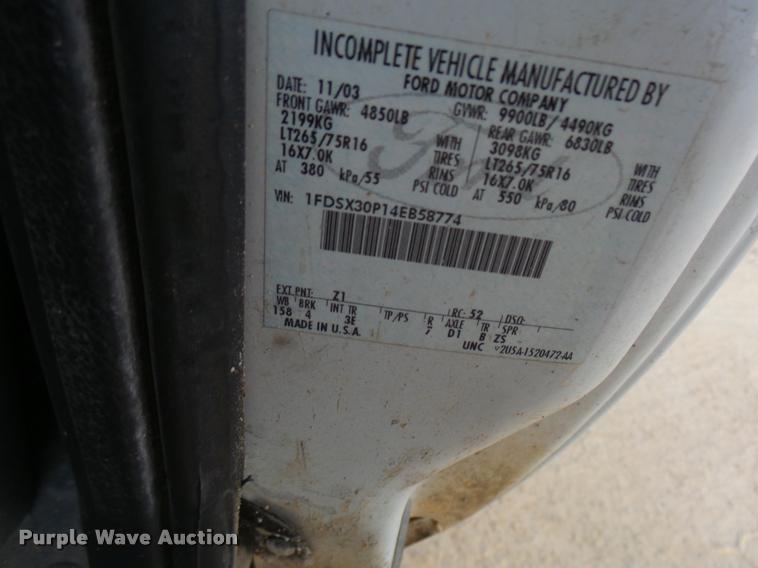 INCOMPLETE VEHICLE MANUFACTURED BY
FORD MOTOR COMPANY
DATE: 11/03 GVWR: 9900LB/ 4490KG
FRONT GAWR: 4850LB REAR GAWR: 6830LB
2199KG WITH 3098KG WITH
LT265/75R16 TIRES LT265/75R16 TIRES
16X7.0K RIMS 16X7.0K RIMS
AT 380 kPa/55 PSI COLD AT 550 kPa/80 PSI COLD
VIN: 1FDSX30P14EB58774
EXT PNT: Z1 RC: 52 DSO:
WB BRK INT TR TP/PS R AXLE TR SPR
158 4 3E 7 D1 B ZS
MADE IN U.S.A. UNC 2U5A-1520472-AA
Ford
Purple Wave Auction